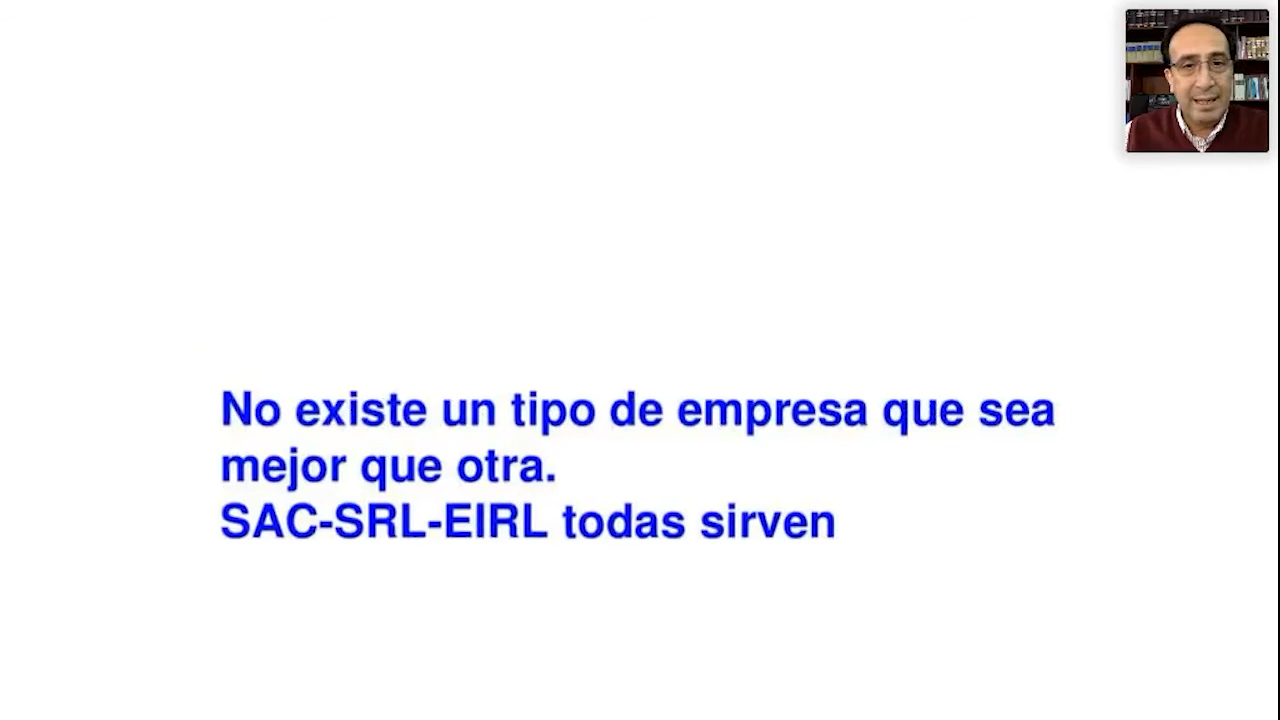 No existe un tipo de empresa que sea
mejor que otra.
SAC-SRL-EIRL todas sirven